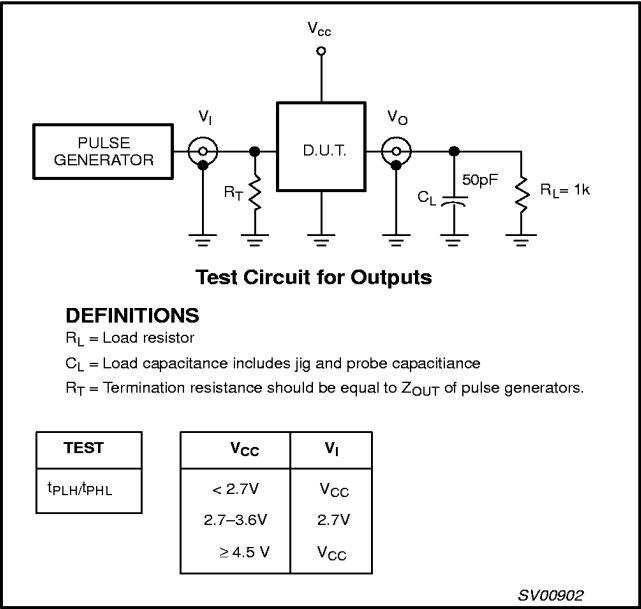 Vcc
VI
VO
PULSE
GENERATOR
D.U.T.
RT
50pF
CL
RL= 1k
Test Circuit for Outputs
DEFINITIONS
RL = Load resistor
CL = Load capacitance includes jig and probe capacitiance
RT = Termination resistance should be equal to ZOUT of pulse generators.
TEST
tPLH/tPHL
VCC VI
< 2.7V VCC
2.7–3.6V 2.7V
≥ 4.5 V VCC
SV00902